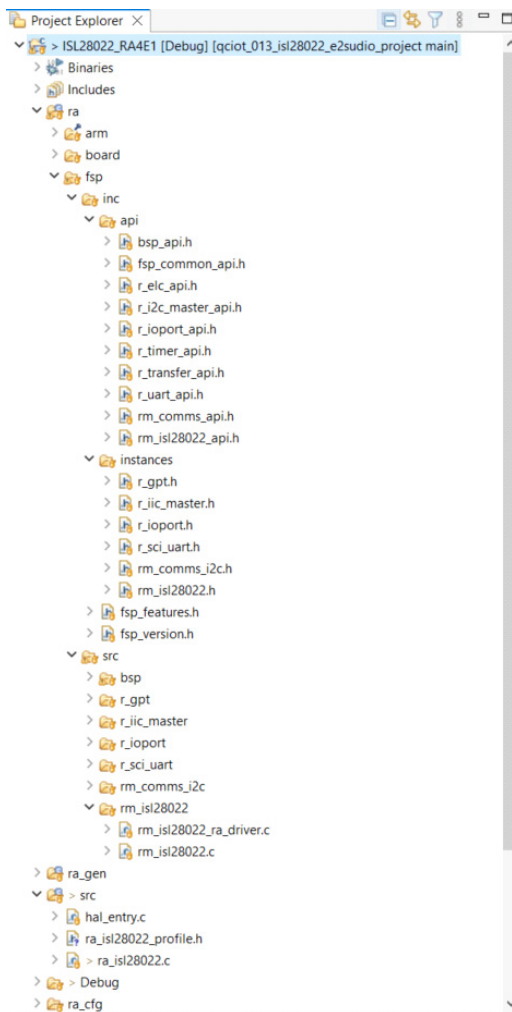 Project Explorer
> ISL28022_RA4E1 [Debug] [qciot_013_isl28022_e2sudio_project main]
Binaries
Includes
ra
arm
board
fsp
inc
api
bsp_api.h
fsp_common_api.h
r_elc_api.h
r_i2c_master_api.h
r_ioport_api.h
r_timer_api.h
r_transfer_api.h
r_uart_api.h
rm_comms_api.h
rm_isl28022_api.h
instances
r_gpt.h
r_iic_master.h
r_ioport.h
r_sci_uart.h
rm_comms_i2c.h
rm_isl28022.h
fsp_features.h
fsp_version.h
src
bsp
r_gpt
r_iic_master
r_ioport
r_sci_uart
rm_comms_i2c
rm_isl28022
rm_isl28022_ra_driver.c
rm_isl28022.c
ra_gen
> src
hal_entry.c
ra_isl28022_profile.h
> ra_isl28022.c
> Debug
ra_cfg